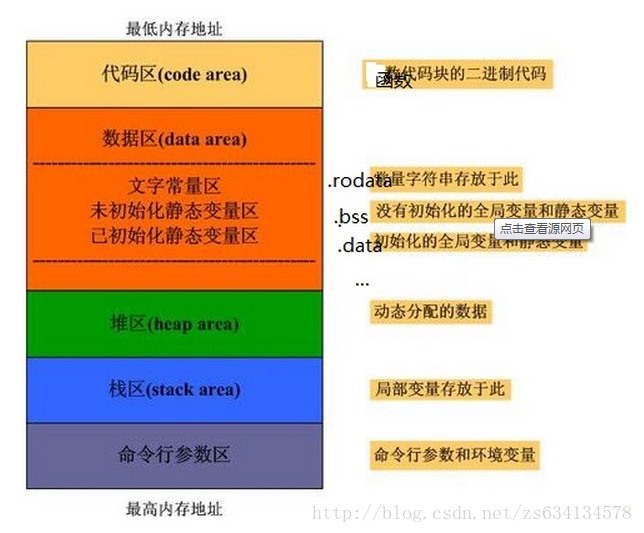 最低内存地址
代码区(code area)
函数
数代码块的二进制代码
数据区(data area)
文字常量区
.rodata
量字符串存放于此
未初始化静态变量区
.bss
没有初始化的全局变量和静态变量
点击查看源网页
已初始化静态变量区
.data
初始化的全局变量和静态变量
...
堆区(heap area)
动态分配的数据
栈区(stack area)
局部变量存放于此
命令行参数区
命令行参数和环境变量
最高内存地址
http://blog.csdn.net/zs634134578